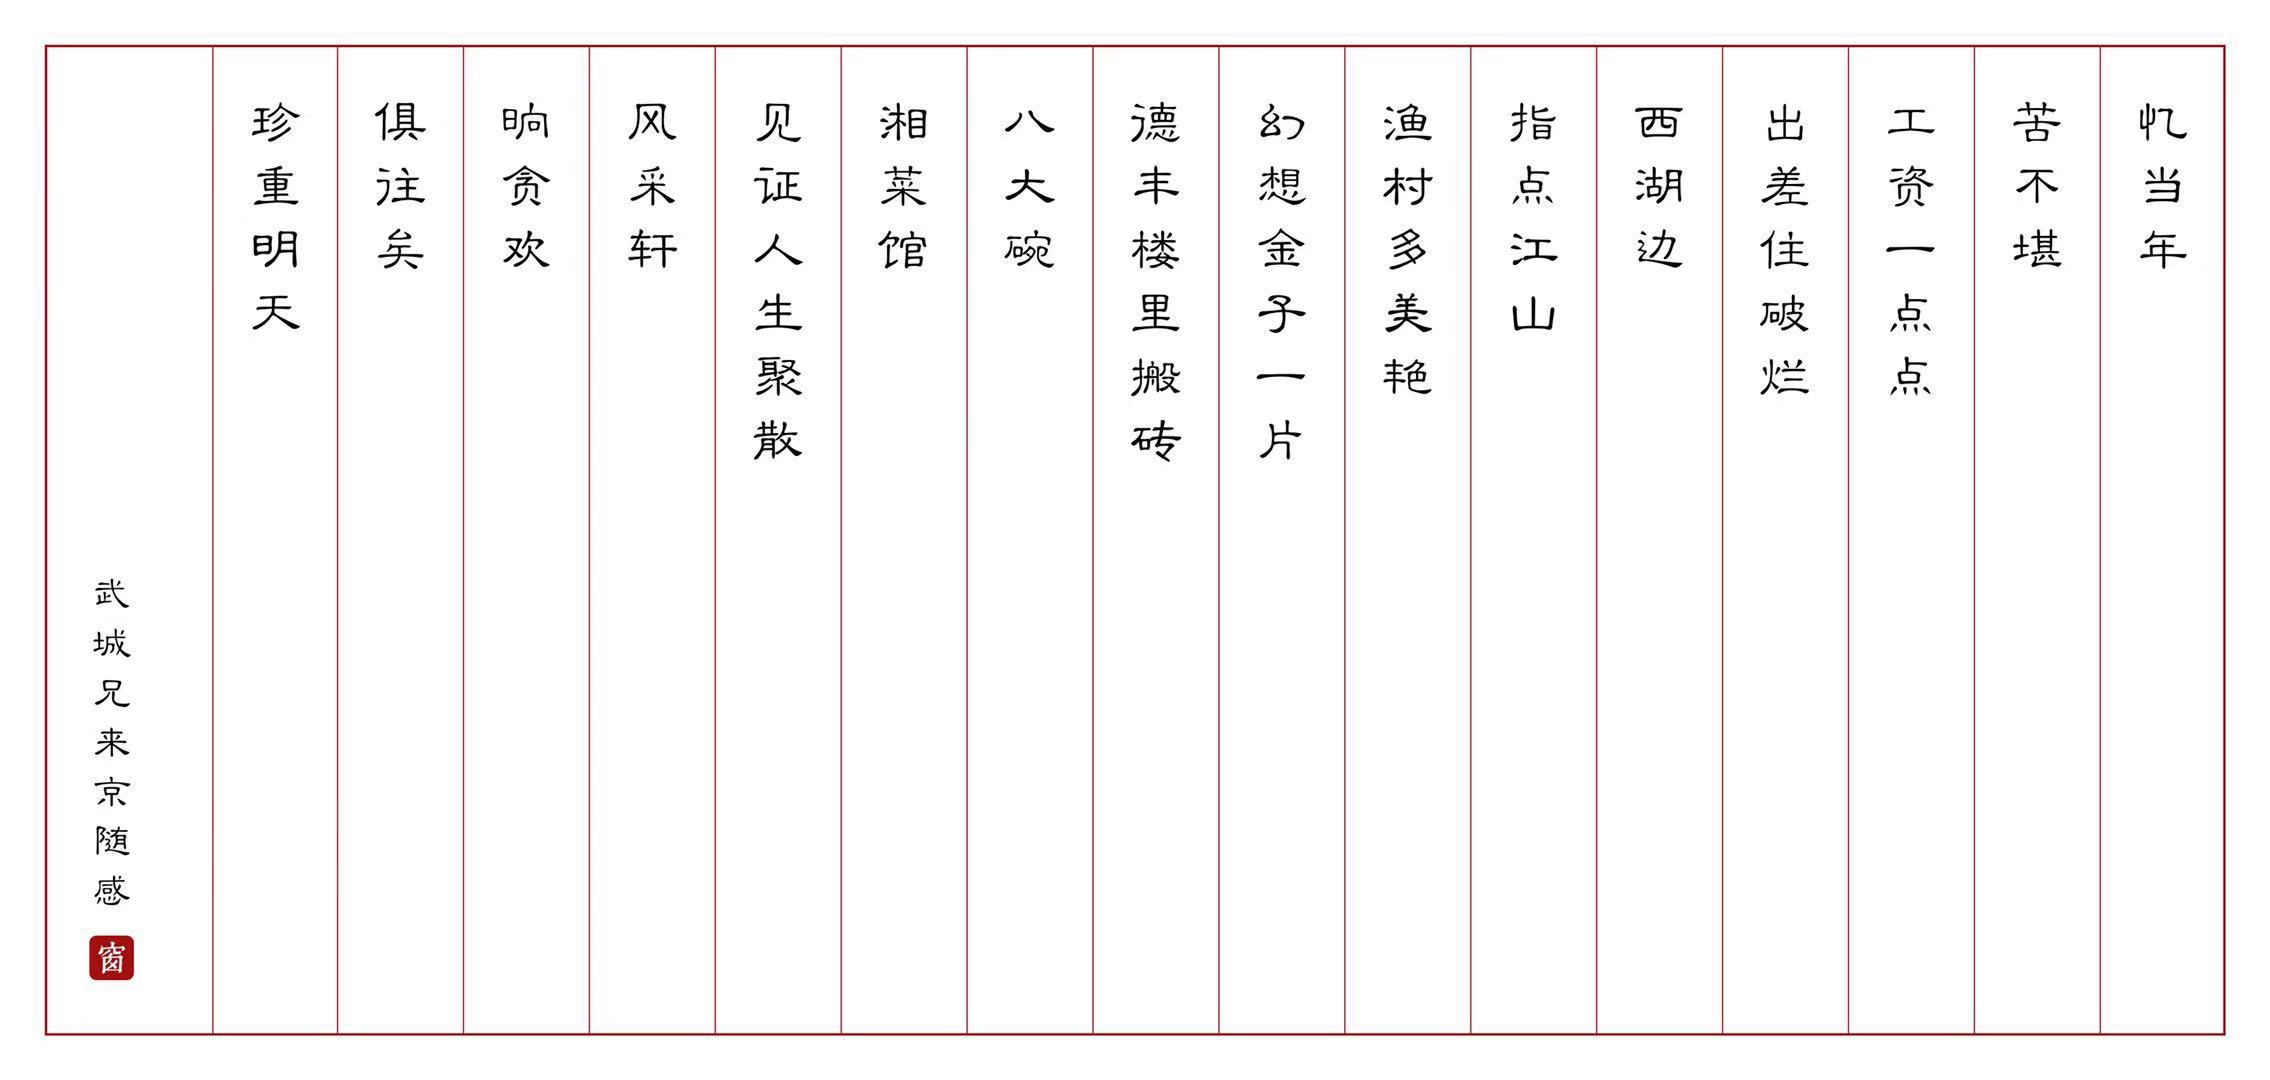 忆当年
苦不堪
工资一点点
出差住破烂
西湖边
指点江山
渔村多美艳
幻想金子一片
德丰楼里搬砖
八大碗
湘菜馆
见证人生聚散
风采轩
晌贪欢
俱往矣
珍重明天
武城兄来京随感
窗